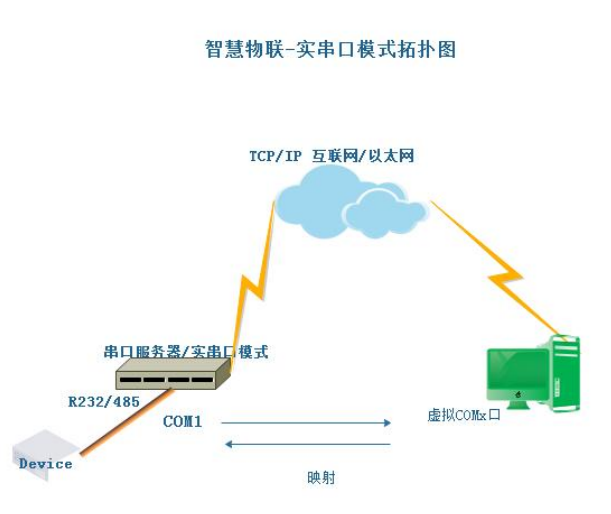 智慧物联-实串口模式拓扑图
TCP/IP 互联网/以太网
串口服务器/实串口模式
R232/485
COM1
虚拟COMx口
Device
映射